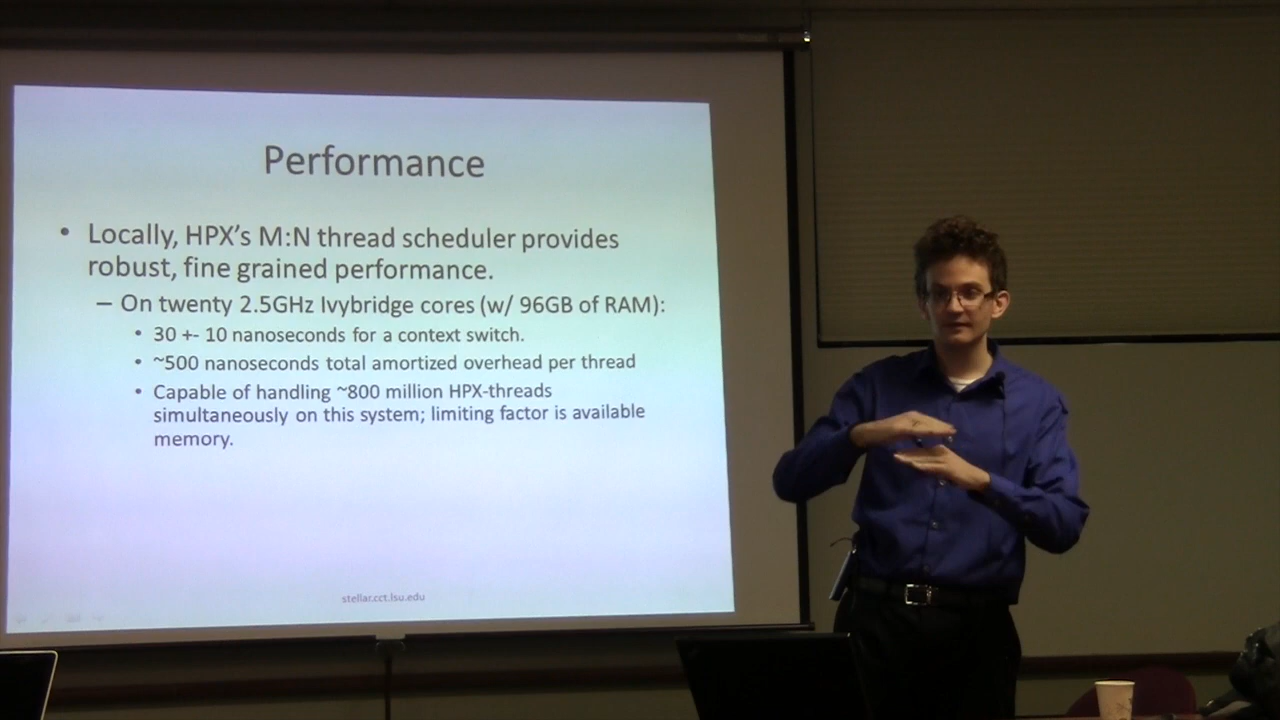 Performance
• Locally, HPX's M:N thread scheduler provides
robust, fine grained performance.
– On twenty 2.5GHz Ivybridge cores (w/ 96GB of RAM):
• 30 +- 10 nanoseconds for a context switch.
• ~500 nanoseconds total amortized overhead per thread
• Capable of handling ~800 million HPX-threads
simultaneously on this system; limiting factor is available
memory.
stellar.cct.lsu.edu